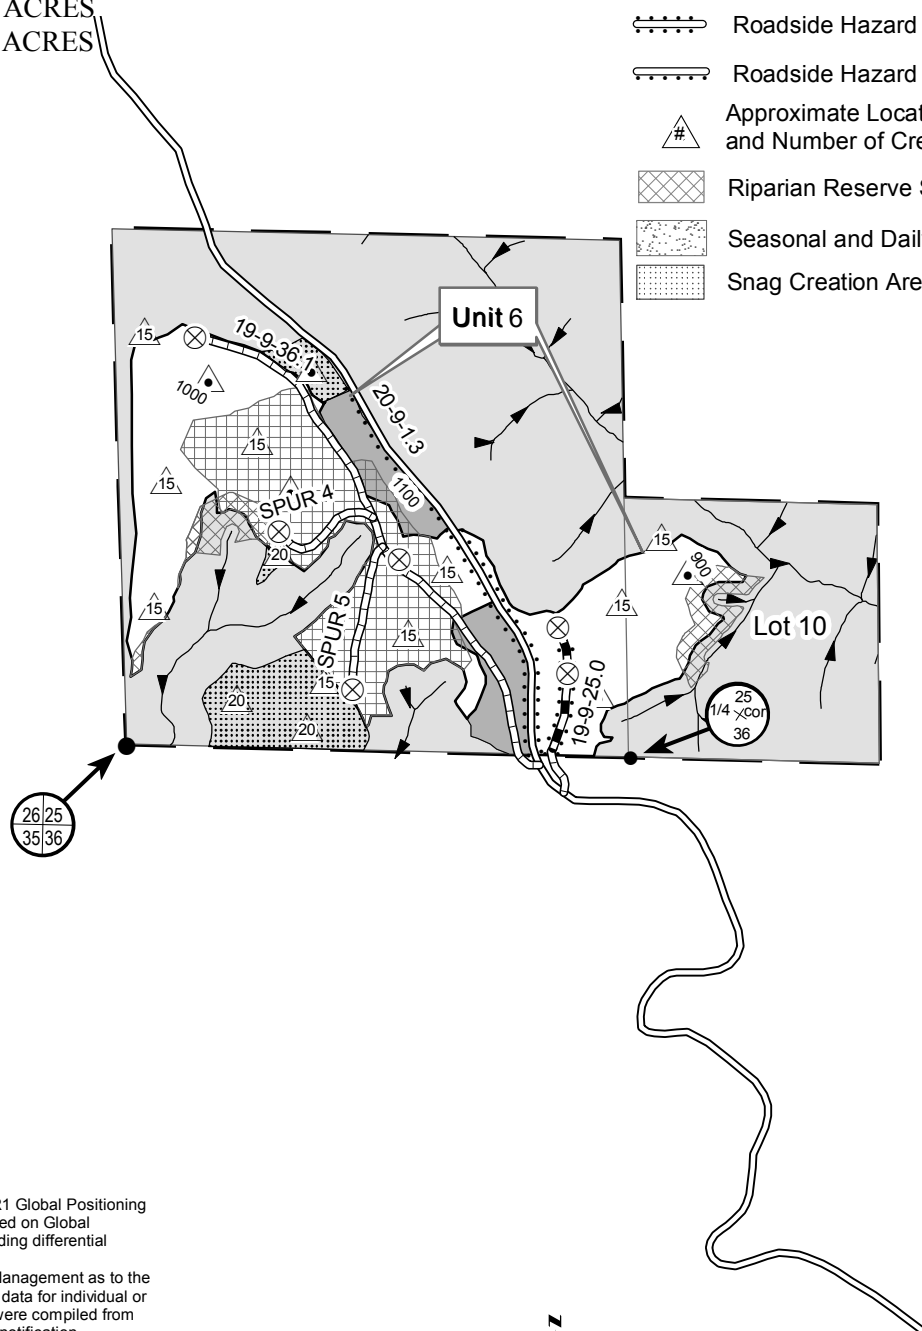 ACRES
ACRES
Roadside Hazard
Roadside Hazard
#
Approximate Locat
and Number of Cre
Riparian Reserve S
Seasonal and Dail
Snag Creation Are
Unit 6
15
19-9-36.1
1000
20-9-1.3
15
15
1100
SPUR 4
20
15
900
15
15
15
15
SPUR 5
15
Lot 10
20
20
19-9-25.0
25
1/4 cor
36
26 25
35 36
R1 Global Positioning
ed on Global
ding differential
Management as to the
data for individual or
were compiled from
notification